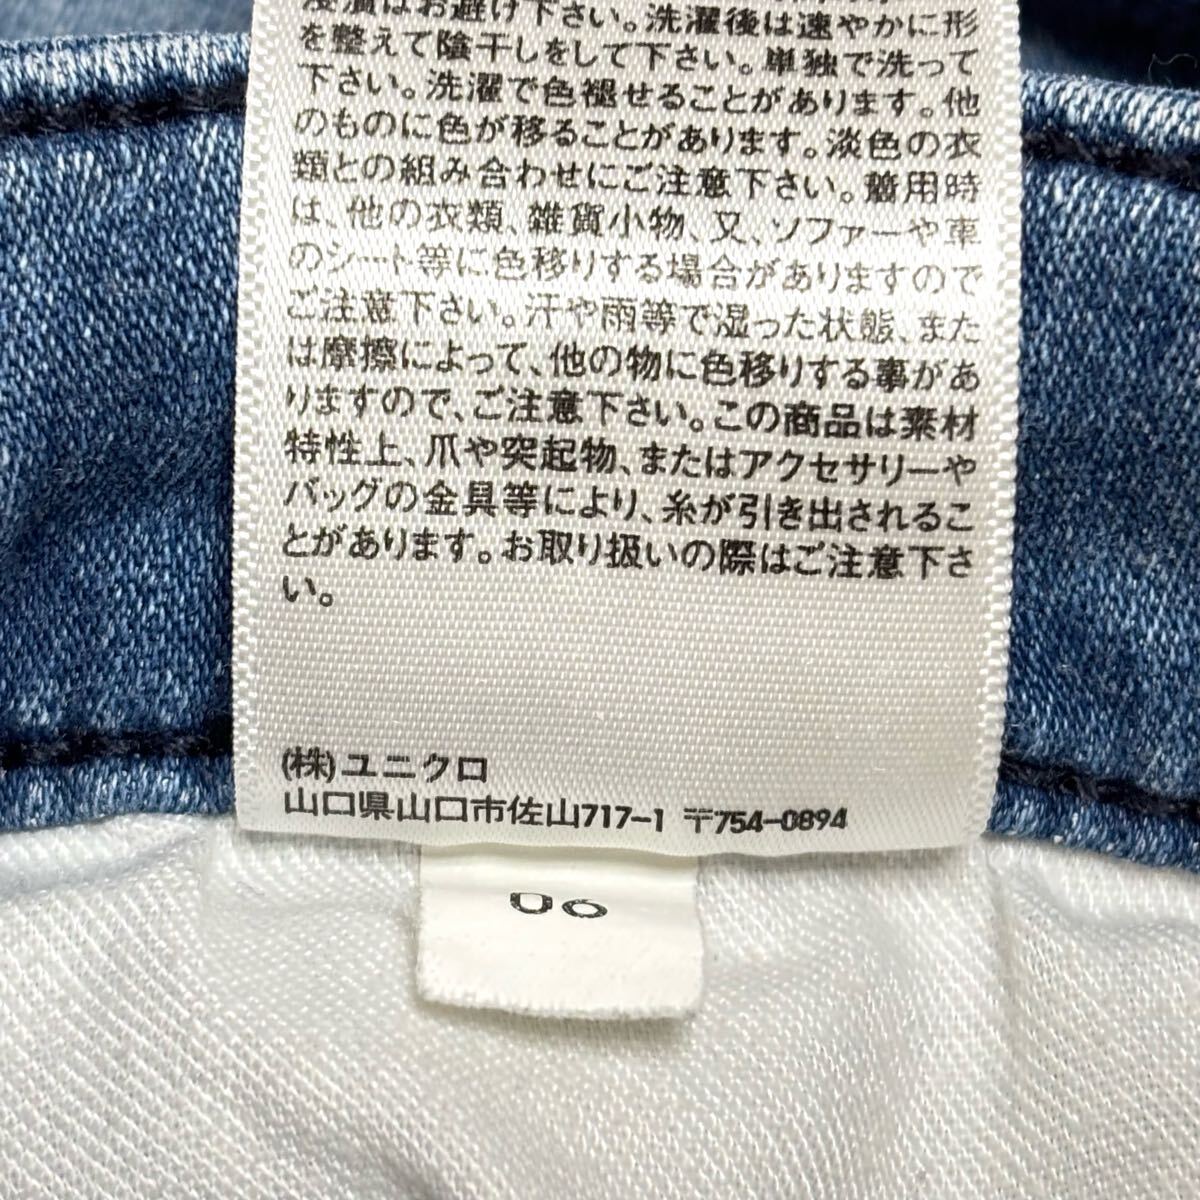 浸漬はお避け下さい。洗濯後は速やかに形
を整えて陰干しをして下さい。単独で洗って
下さい。洗濯で色褪せることがあります。他
のものに色が移ることがあります。淡色の衣
類との組み合わせにご注意下さい。着用時
は、他の衣類、雑貨小物、又、ソファーや車
のシート等に色移りする場合がありますので
ご注意下さい。汗や雨等で湿った状態、また
は摩擦によって、他の物に色移りする事があ
りますので、ご注意下さい。この商品は素材
特性上、爪や突起物、またはアクセサリーや
バッグの金具等により、糸が引き出されるこ
とがあります。お取り扱いの際はご注意下さ
い。
(株)ユニクロ
山口県山口市佐山717-1 〒754-0894